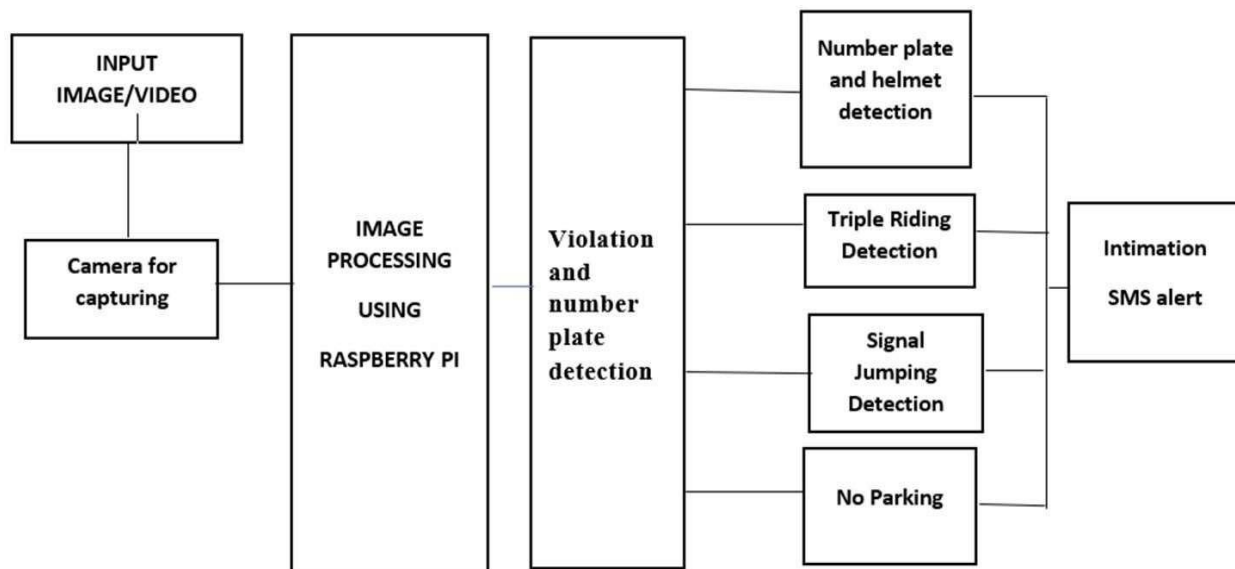 INPUT
IMAGE/VIDEO
Camera for
capturing
IMAGE
PROCESSING
USING
RASPBERRY PI
Violation
and
number
plate
detection
Number plate
and helmet
detection
Triple Riding
Detection
Signal
Jumping
Detection
No Parking
Intimation
SMS alert